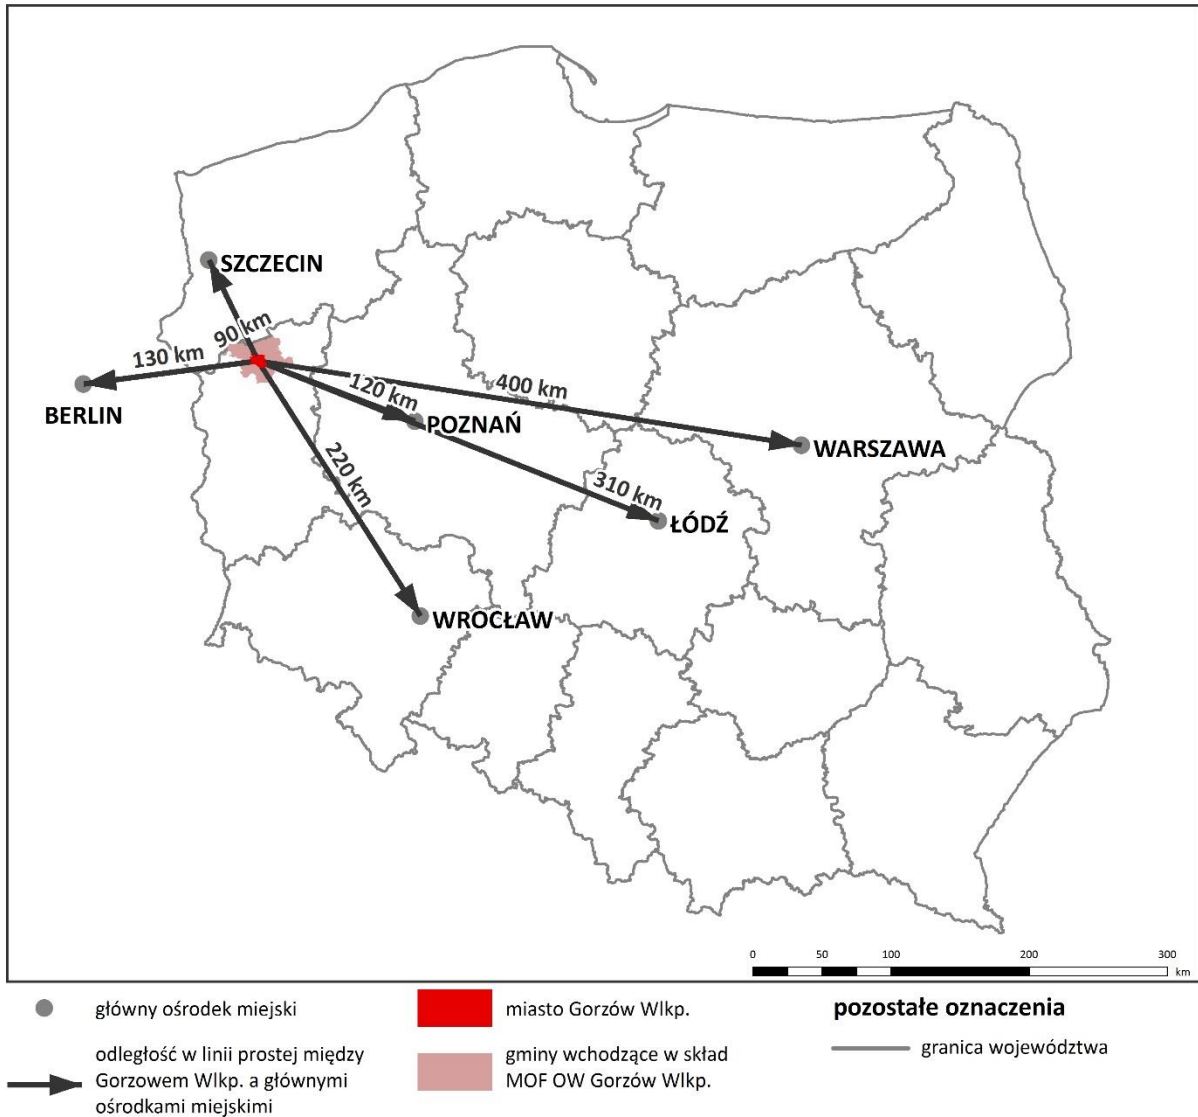 SZCZECIN
90 km
130 km
BERLIN
120 km
POZNAŃ
400 km
WARSZAWA
220 km
310 km
ŁÓDŹ
WROCŁAW
0 50 100 200 300
km
główny ośrodek miejski
odległość w linii prostej między
Gorzowem Wlkp. a głównymi
ośrodkami miejskimi
miasto Gorzów Wlkp.
gminy wchodzące w skład
MOF OW Gorzów Wlkp.
pozostałe oznaczenia
granica województwa